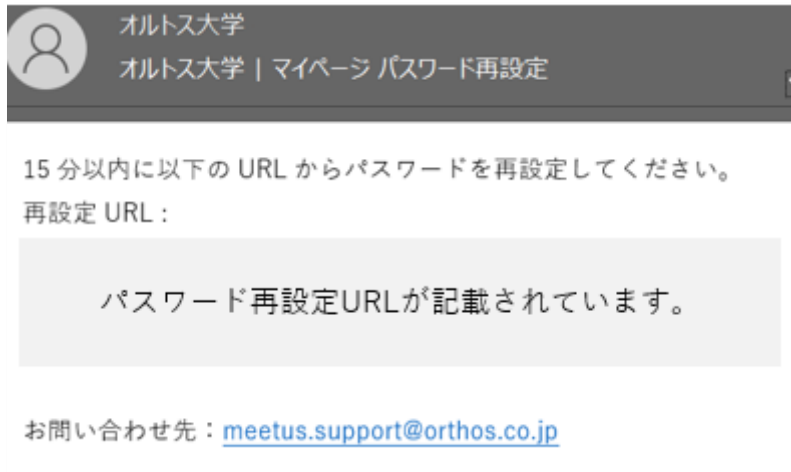 オルトス大学
オルトス大学 | マイページ パスワード再設定
15 分以内に以下の URL からパスワードを再設定してください。
再設定 URL :
パスワード再設定URLが記載されています。
お問い合わせ先：meetus.support@orthos.co.jp